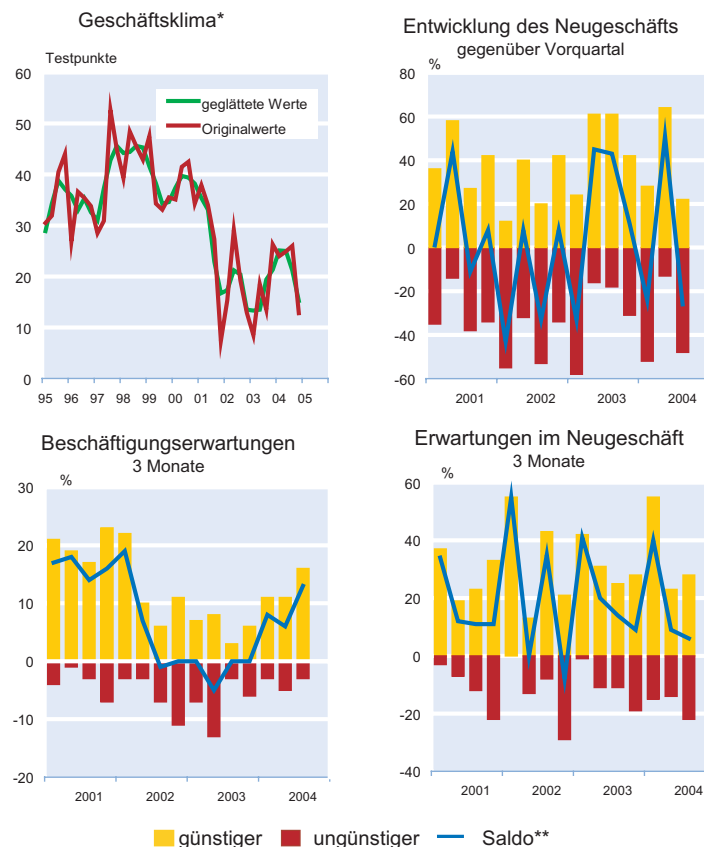 Geschäftsklima*
Testpunkte
60
50
40
30
20
10
0
geglättete Werte
Originalwerte
95 96 97 98 99 00 01 02 03 04 05
Entwicklung des Neugeschäfts
gegenüber Vorquartal
%
80
60
40
20
0
-20
-40
-60
2001 2002 2003 2004
Beschäftigungserwartungen
3 Monate
%
30
20
10
0
-10
-20
2001 2002 2003 2004
Erwartungen im Neugeschäft
3 Monate
%
60
40
20
0
-20
-40
2001 2002 2003 2004
günstiger ungünstiger Saldo**